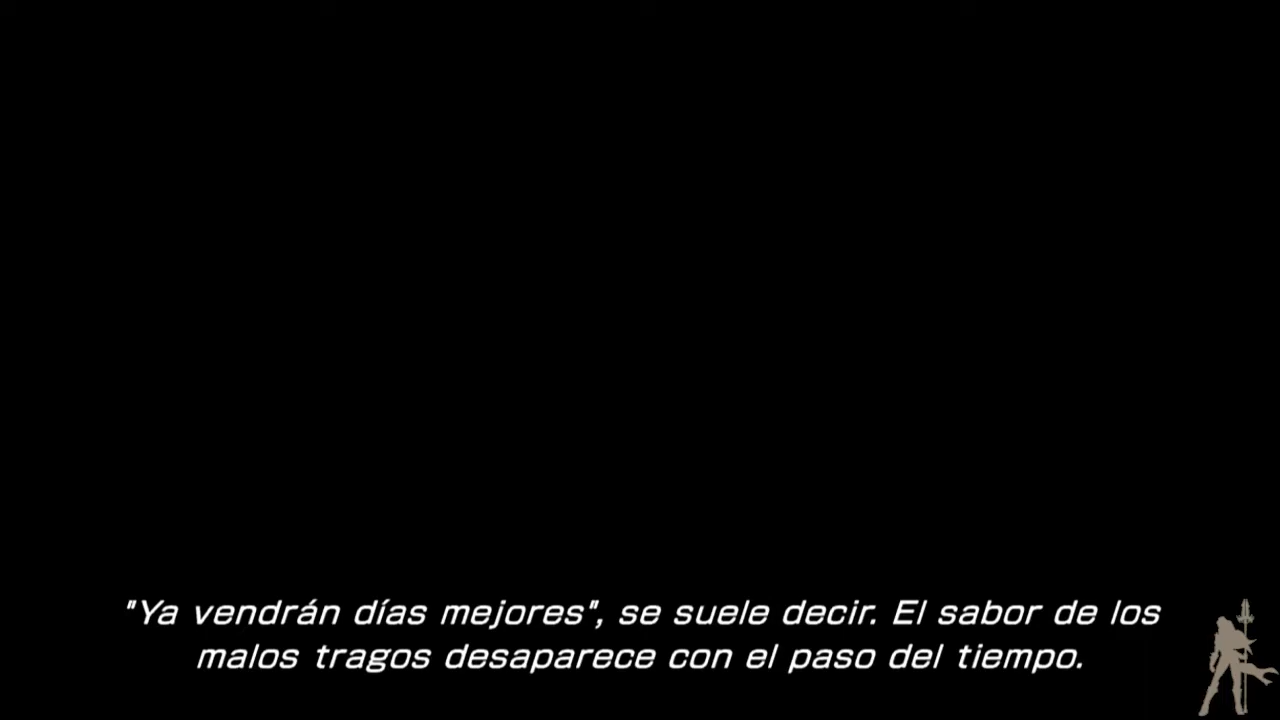 "Ya vendrán días mejores", se suele decir. El sabor de los
malos tragos desaparece con el paso del tiempo.